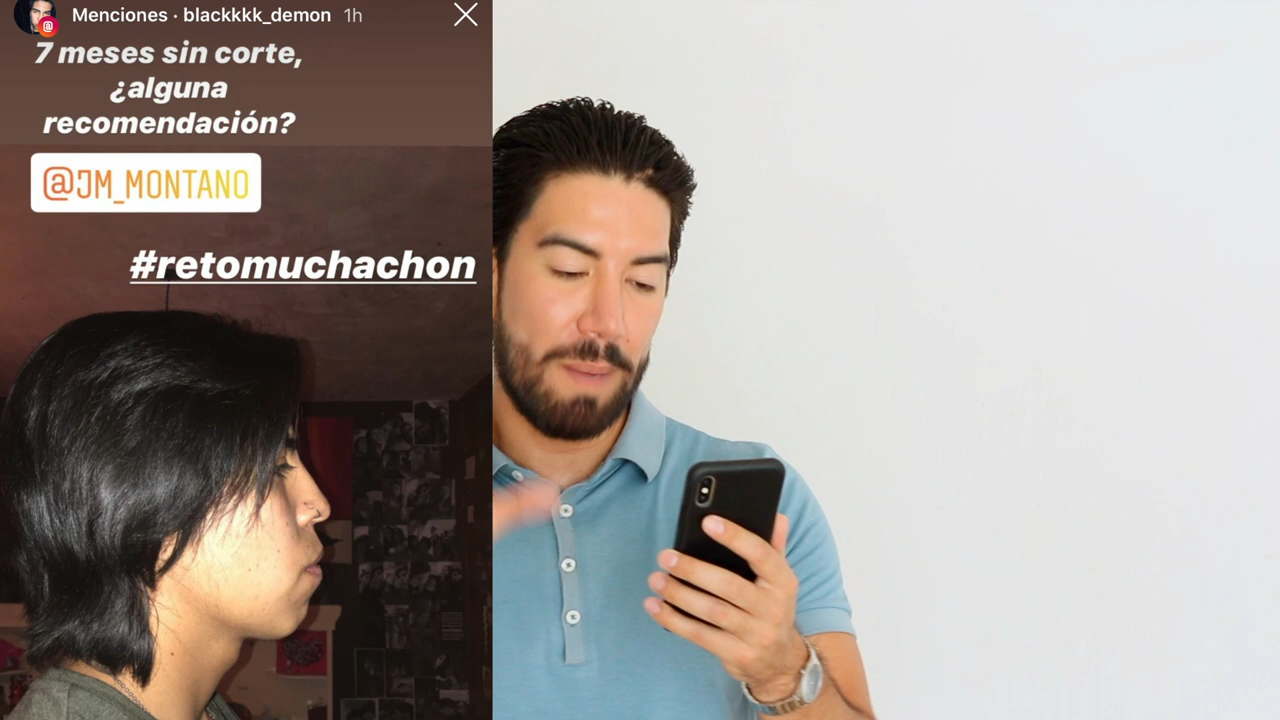 Menciones · blackkkk_demon 1h
7 meses sin corte,
¿alguna
recomendación?
@JM_MONTANO
#retomuchachon